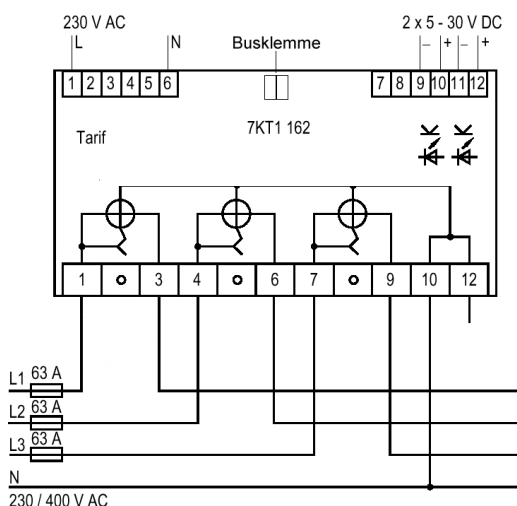 230 V AC
2 x 5 - 30 V DC
L
N
Busklemme
– + – +
1 2 3 4 5 6
7 8 9 10 11 12
Tarif
7KT1 162
1 3 4 6 7 9 10 12
L1 63 A
L2 63 A
L3 63 A
N
230 / 400 V AC